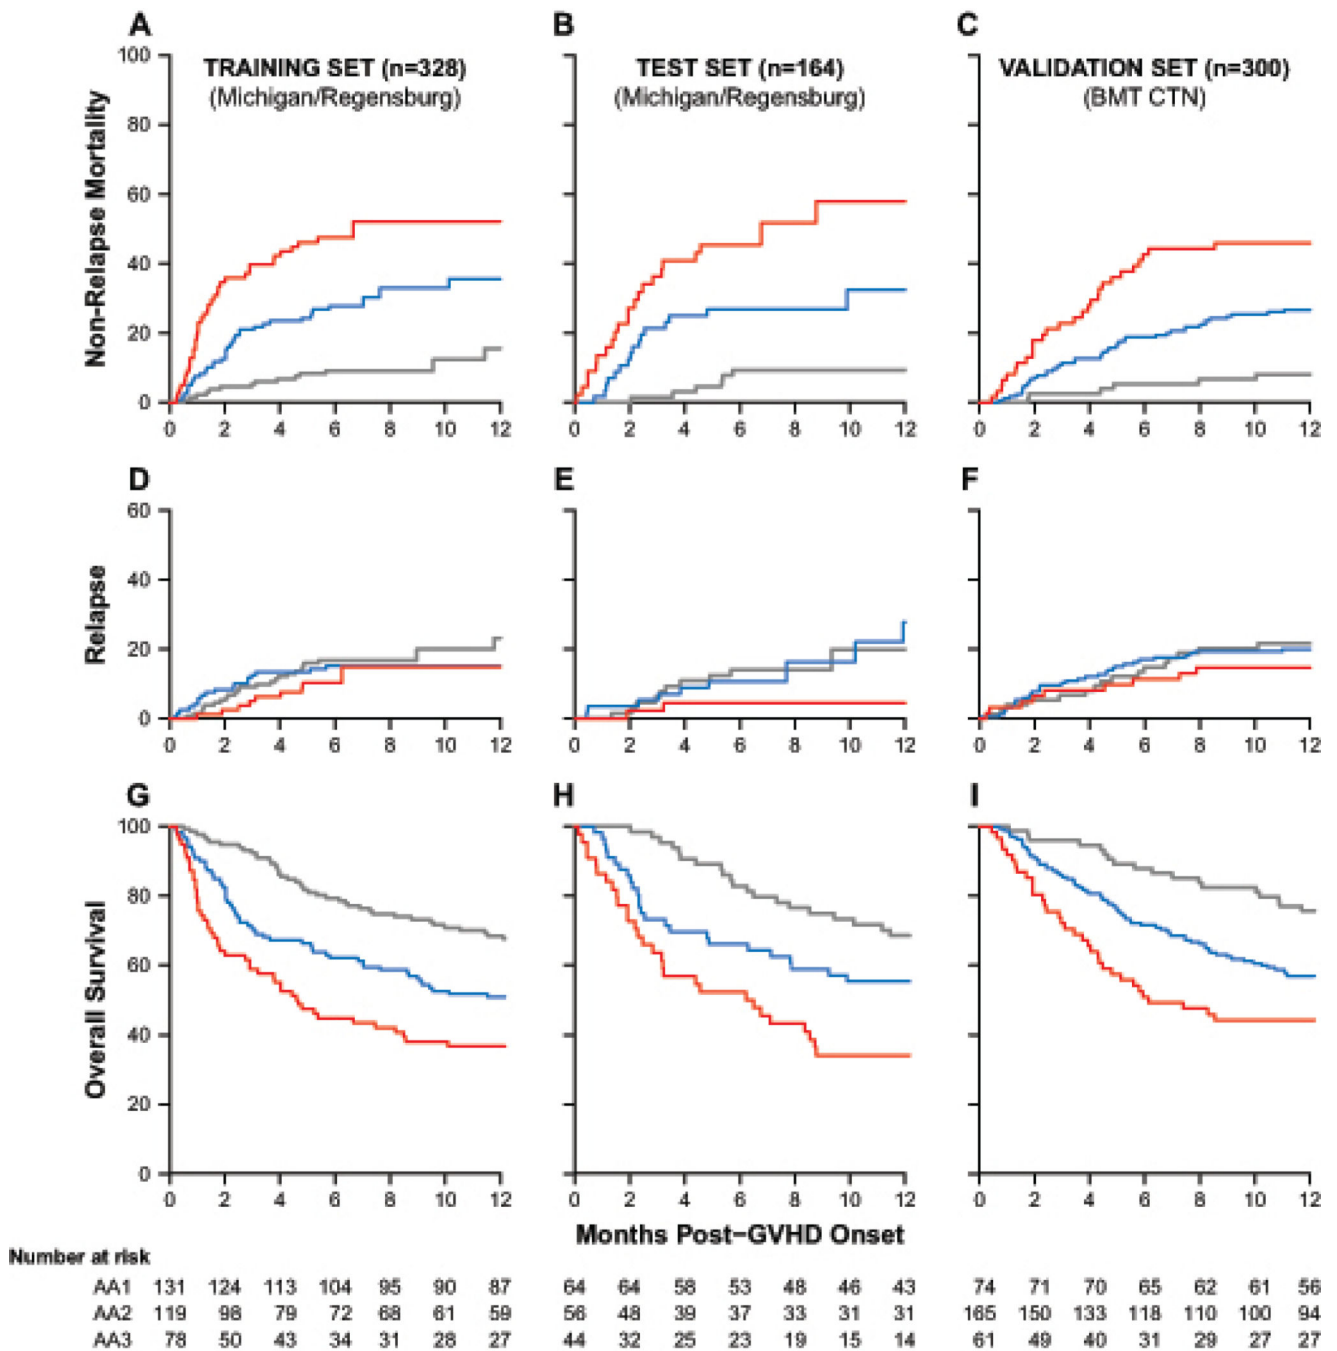 A
B
C
TRAINING SET (n=328)
(Michigan/Regensburg)
TEST SET (n=164)
(Michigan/Regensburg)
VALIDATION SET (n=300)
(BMT CTN)
Non-Relapse Mortality
100
80
60
40
20
0
0 2 4 6 8 10 12
0 2 4 6 8 10 12
0 2 4 6 8 10 12
D
E
F
Relapse
60
40
20
0
0 2 4 6 8 10 12
0 2 4 6 8 10 12
0 2 4 6 8 10 12
G
H
I
Overall Survival
100
80
60
40
20
0
0 2 4 6 8 10 12
0 2 4 6 8 10 12
0 2 4 6 8 10 12
Months Post-GVHD Onset
Number at risk
AA1 131 124 113 104 95 90 87 64 64 58 53 48 46 43 74 71 70 65 62 61 56
AA2 119 98 79 72 68 61 59 56 48 39 37 33 31 31 165 150 133 118 110 100 94
AA3 78 50 43 34 31 28 27 44 32 25 23 19 15 14 61 49 40 31 29 27 27